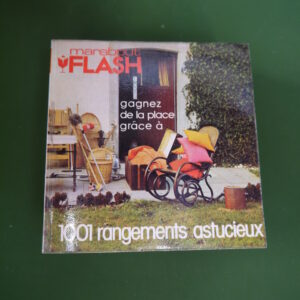 marabout
FLASH
gagnez
de la place
grâce à
1001 rangements astucieux